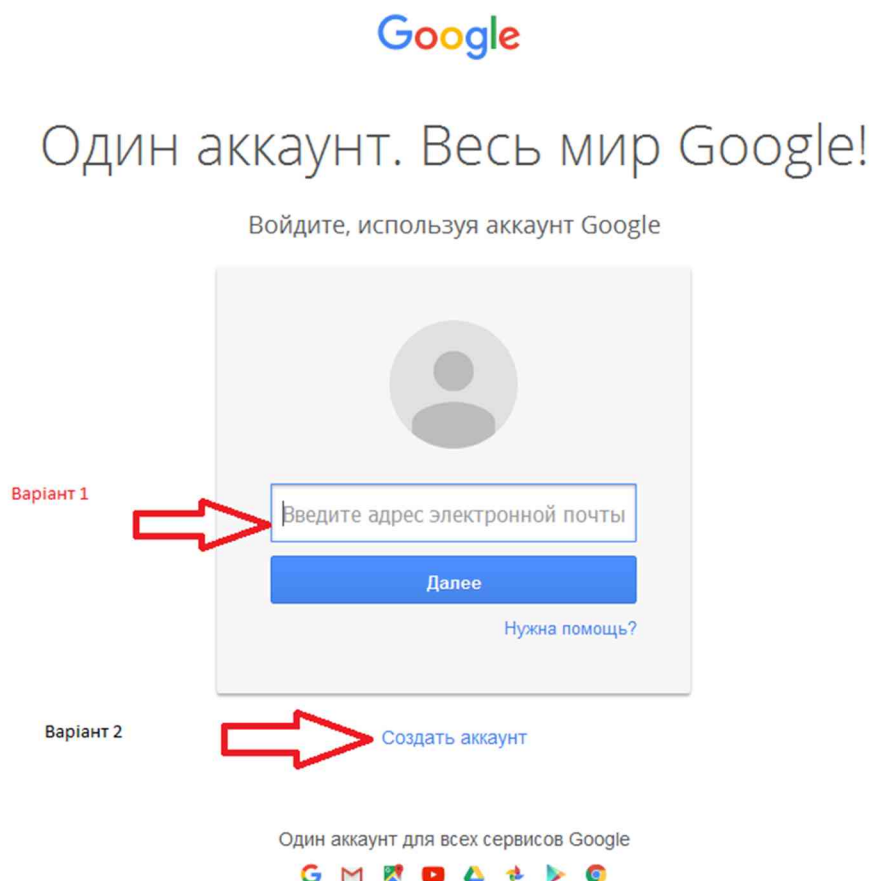 Google
Один аккаунт. Весь мир Google!
Войдите, используя аккаунт Google
Варіант 1
Введите адрес электронной почты
Далее
Нужна помощь?
Варіант 2
Создать аккаунт
Один аккаунт для всех сервисов Google